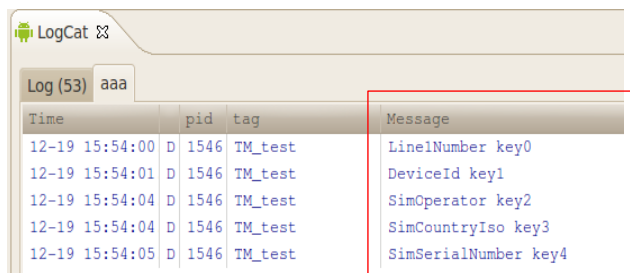 LogCat
Log (53) aaa
Time pid tag Message
12-19 15:54:00 D 1546 TM_test Line1Number key0
12-19 15:54:01 D 1546 TM_test DeviceId key1
12-19 15:54:04 D 1546 TM_test SimOperator key2
12-19 15:54:04 D 1546 TM_test SimCountryIso key3
12-19 15:54:05 D 1546 TM_test SimSerialNumber key4